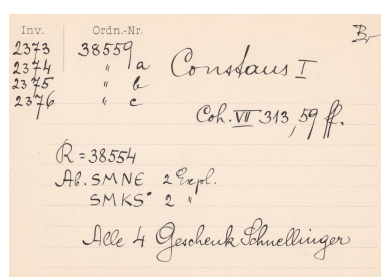 Inv. Ordn.-Nr. Br
2373 38559
2374 " a Constans I
2375 " b
2376 " c
Coh. VII 313, 59 ff.
R = 38554
Ab. SMNE 2 Expl.
SMKS 2 "
Alle 4 Geschenk Schnellinger